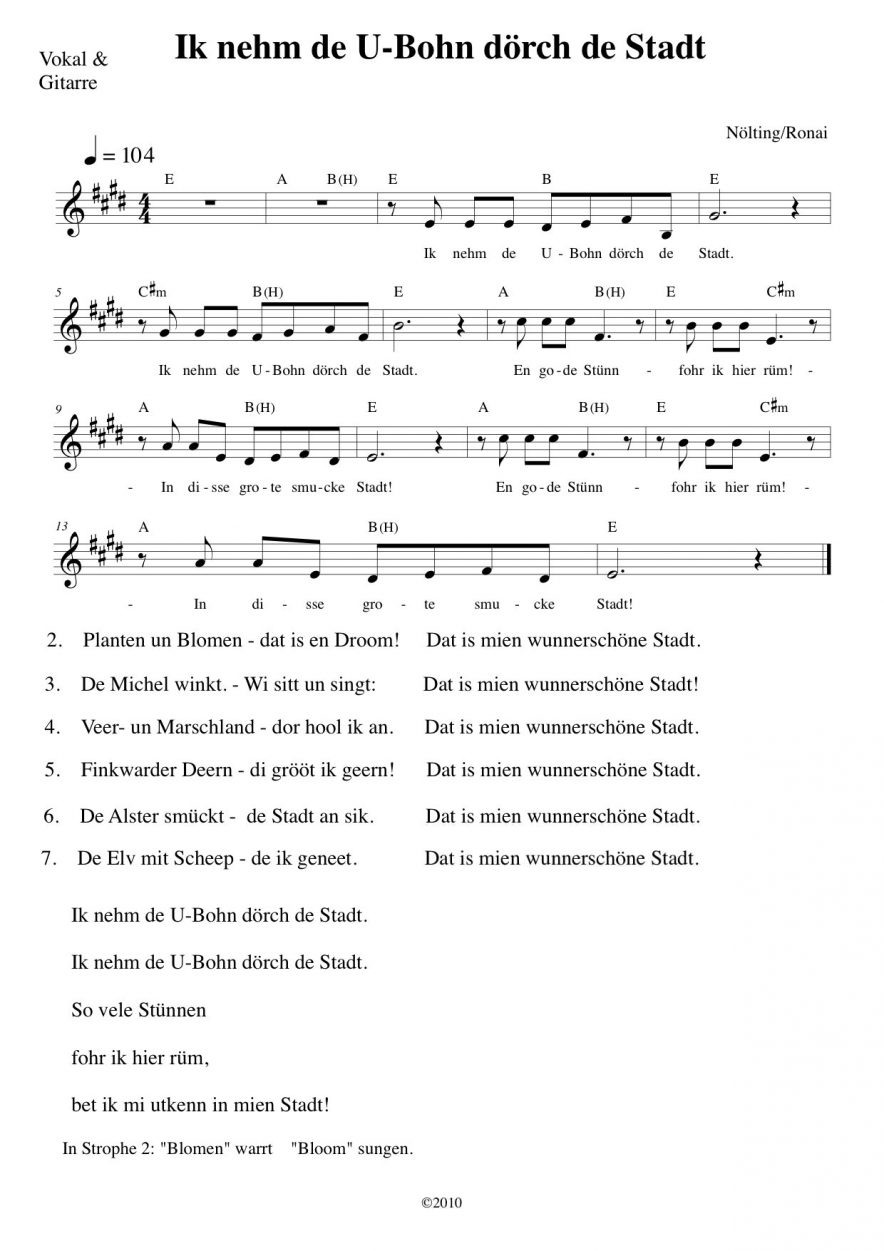 Ik nehm de U-Bohn dörch de Stadt
Vokal &
Gitarre
Nölting/Ronai
= 104
E A B(H) E B E
4/4
Ik nehm de U - Bohn dörch de Stadt.
5 C#m B(H) E A B(H) E C#m
Ik nehm de U - Bohn dörch de Stadt. En go - de Stünn - fohr ik hier rüm! -
9 A B(H) E A B(H) E C#m
- In di - sse gro - te smu - cke Stadt! En go - de Stünn - fohr ik hier rüm! -
13 A B(H) E
- In di - sse gro - te smu - cke Stadt!
2. Planten un Blomen - dat is en Droom! Dat is mien wunnerschöne Stadt.
3. De Michel winkt. - Wi sitt un singt: Dat is mien wunnerschöne Stadt!
4. Veer- un Marschland - dor hool ik an. Dat is mien wunnerschöne Stadt.
5. Finkwarder Deern - di grööt ik geern! Dat is mien wunnerschöne Stadt.
6. De Alster smückt - de Stadt an sik. Dat is mien wunnerschöne Stadt.
7. De Elv mit Scheep - de ik geneet. Dat is mien wunnerschöne Stadt.
Ik nehm de U-Bohn dörch de Stadt.
Ik nehm de U-Bohn dörch de Stadt.
So vele Stünnen
fohr ik hier rüm,
bet ik mi utkenn in mien Stadt!
In Strophe 2: "Blomen" warrt "Bloom" sungen.
©2010